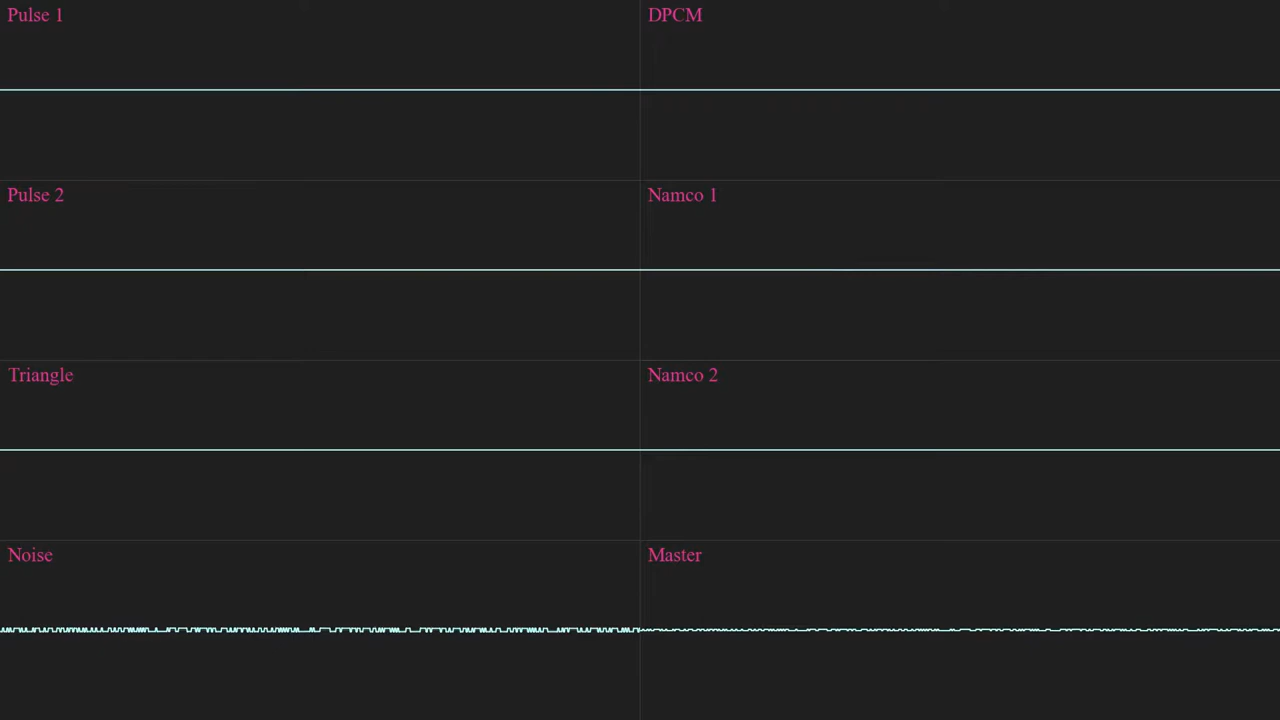 Pulse 1
DPCM
Pulse 2
Namco 1
Triangle
Namco 2
Noise
Master